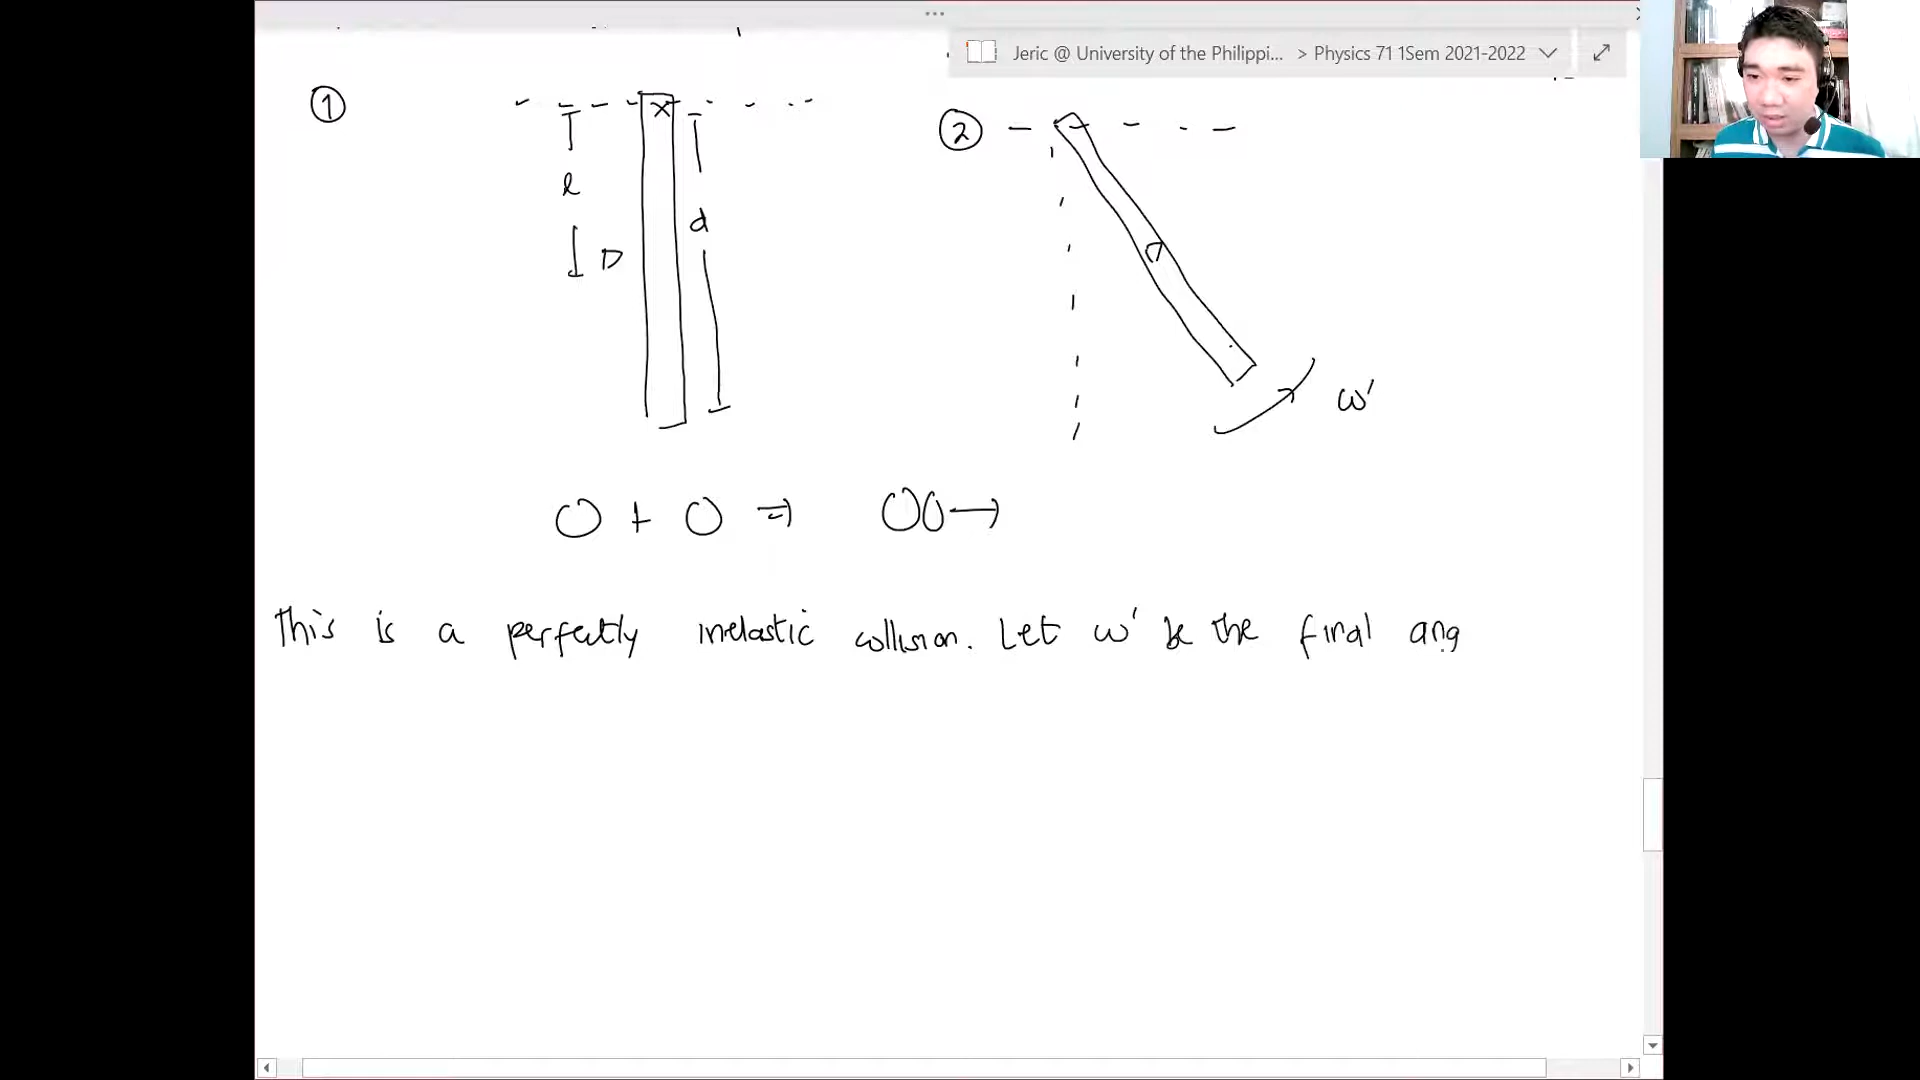 Jeric @ University of the Philippi... > Physics 71 1Sem 2021-2022
①
x
l
d
②
ω'
O + O ⇒ OO→
This is a perfectly inelastic collision. Let ω' be the final ang